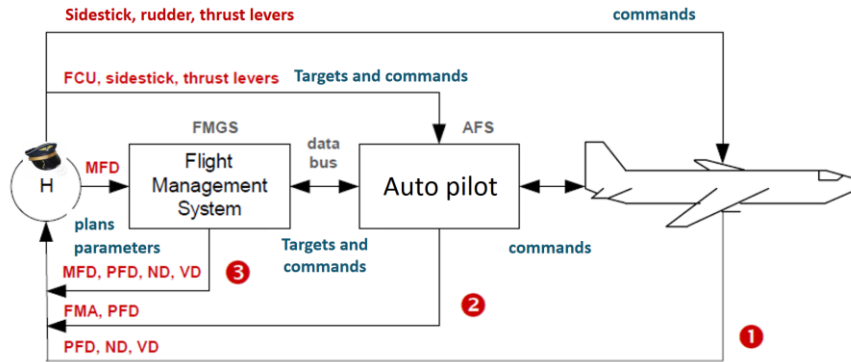 Sidestick, rudder, thrust levers
commands
FCU, sidestick, thrust levers
Targets and commands
FMGS
data
bus
AFS
H
MFD
Flight
Management
System
Auto pilot
plans
parameters
Targets and
commands
commands
MFD, PFD, ND, VD
3
FMA, PFD
2
PFD, ND, VD
1